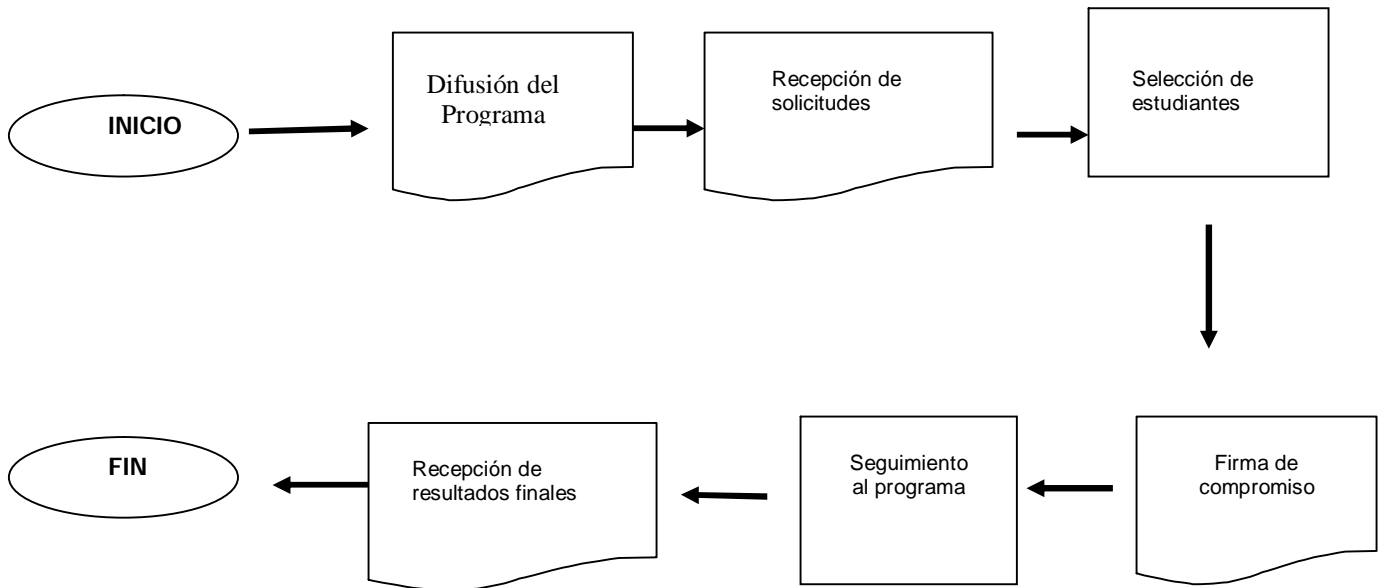 INICIO
Difusión del
Programa
Recepción de
solicitudes
Selección de
estudiantes
Firma de
compromiso
Seguimiento
al programa
Recepción de
resultados finales
FIN